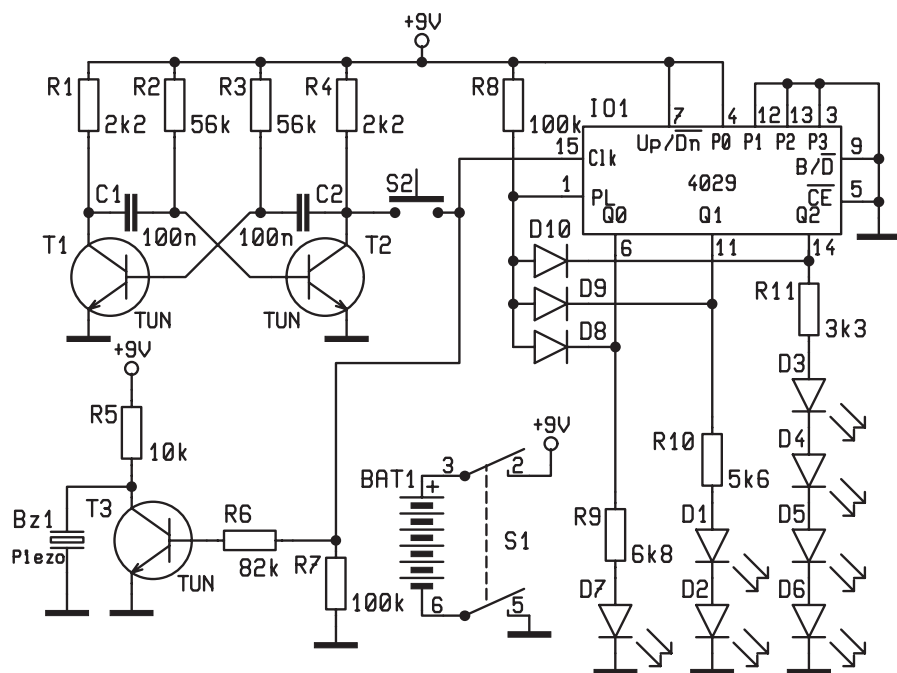 +9V
R1
R2
R3
R4
R8
2k2
56k
56k
2k2
100k
IO1
7
4
12
13
3
Up/Dn
P0
P1
P2
P3
15
Clk
B/D
9
4029
1
PL
CE
5
Q0
Q1
Q2
6
11
14
C1
C2
S2
100n
100n
T1
T2
TUN
TUN
D10
D9
D8
R11
3k3
+9V
R5
10k
D3
D4
D5
D6
+9V
3
2
BAT1
+
S1
6
5
R10
5k6
D1
D2
R9
6k8
D7
Bz1
Piezo
T3
TUN
R6
82k
R7
100k